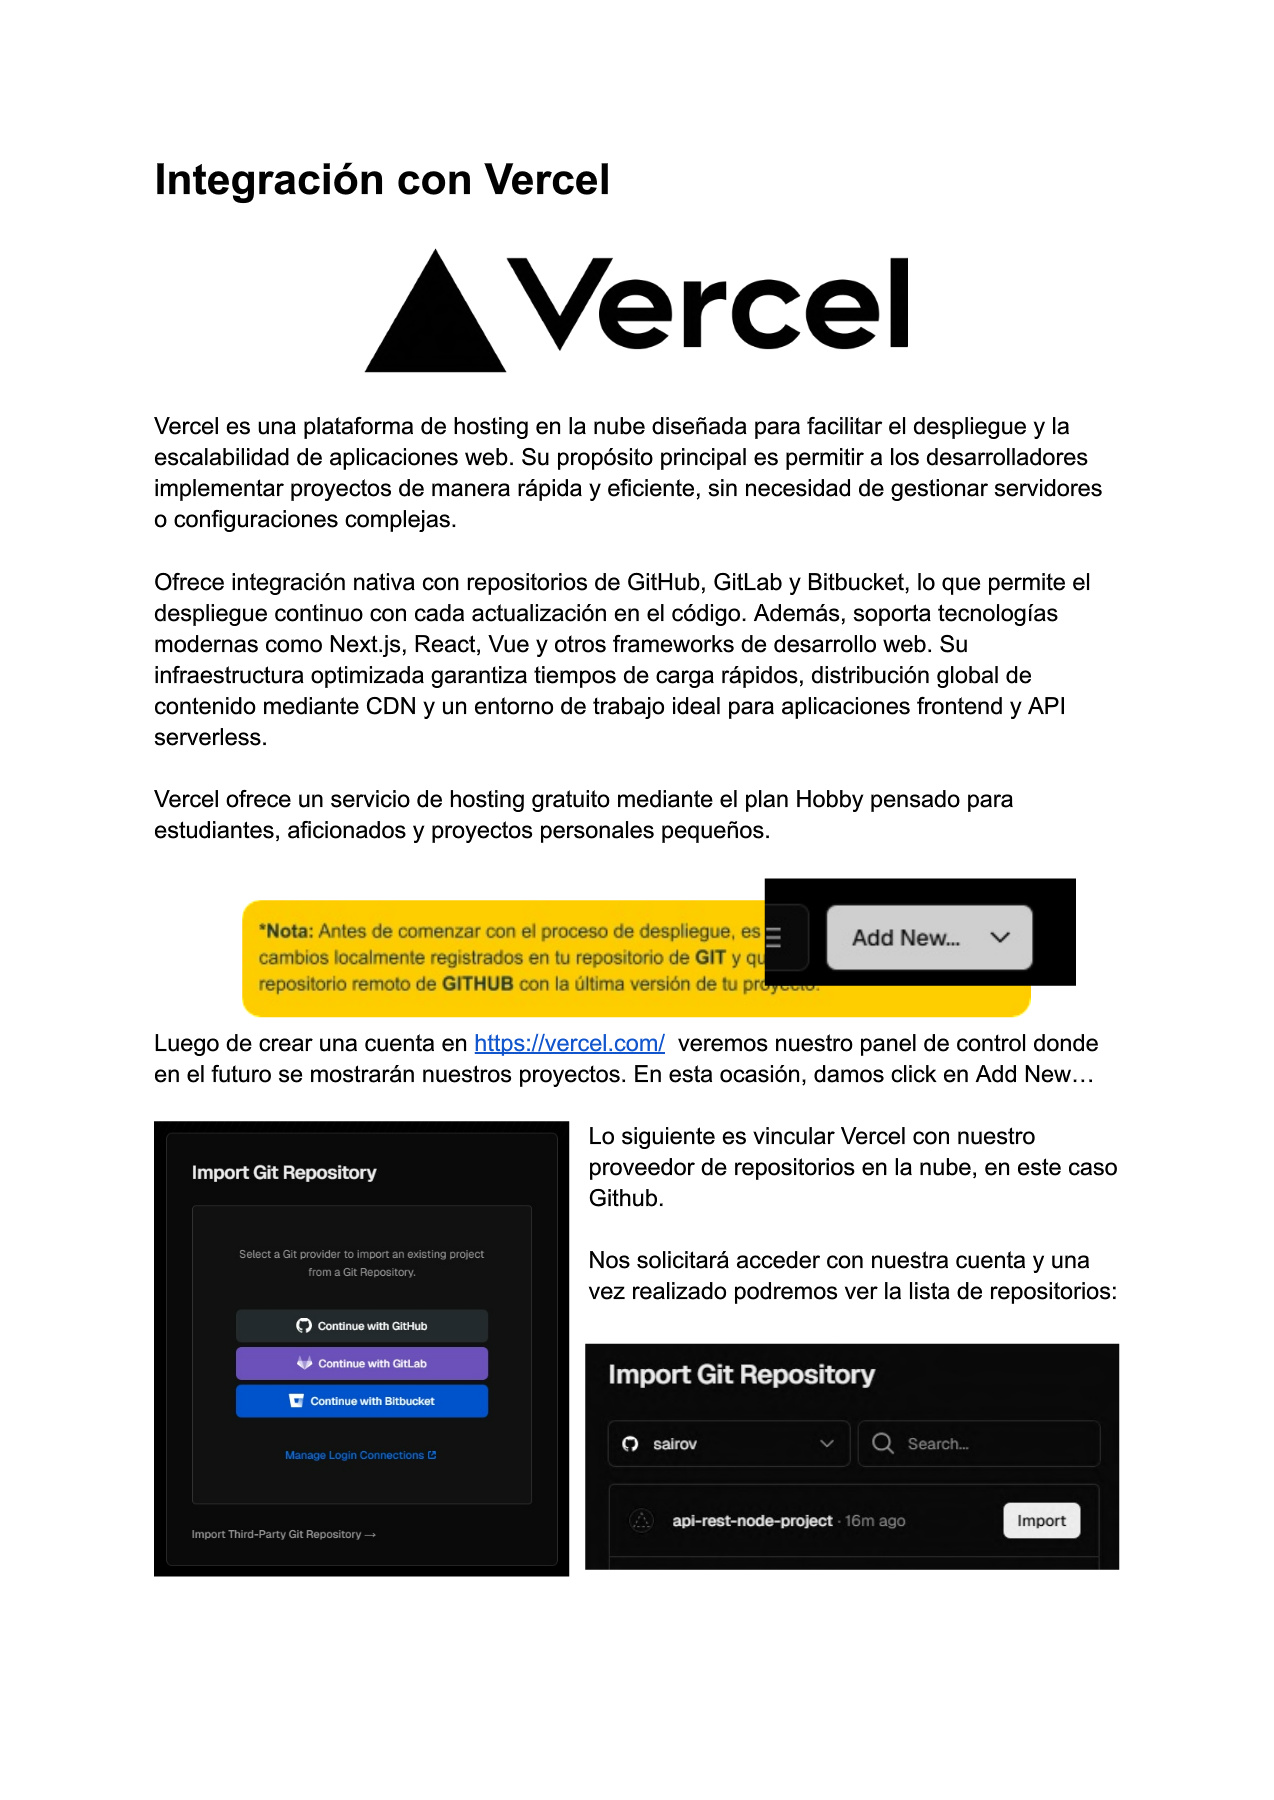 Integración con Vercel
Vercel
Vercel es una plataforma de hosting en la nube diseñada para facilitar el despliegue y la
escalabilidad de aplicaciones web. Su propósito principal es permitir a los desarrolladores
implementar proyectos de manera rápida y eficiente, sin necesidad de gestionar servidores
o configuraciones complejas.
Ofrece integración nativa con repositorios de GitHub, GitLab y Bitbucket, lo que permite el
despliegue continuo con cada actualización en el código. Además, soporta tecnologías
modernas como Next.js, React, Vue y otros frameworks de desarrollo web. Su
infraestructura optimizada garantiza tiempos de carga rápidos, distribución global de
contenido mediante CDN y un entorno de trabajo ideal para aplicaciones frontend y API
serverless.
Vercel ofrece un servicio de hosting gratuito mediante el plan Hobby pensado para
estudiantes, aficionados y proyectos personales pequeños.
*Nota: Antes de comenzar con el proceso de despliegue, es
cambios localmente registrados en tu repositorio de GIT y qu
repositorio remoto de GITHUB con la última versión de tu proyecto.
Add New...
Luego de crear una cuenta en https://vercel.com/ veremos nuestro panel de control donde
en el futuro se mostrarán nuestros proyectos. En esta ocasión, damos click en Add New…
Import Git Repository
Select a Git provider to import an existing project
from a Git Repository.
Continue with GitHub
Continue with GitLab
Continue with Bitbucket
Manage Login Connections
Import Third-Party Git Repository →
Lo siguiente es vincular Vercel con nuestro
proveedor de repositorios en la nube, en este caso
Github.
Nos solicitará acceder con nuestra cuenta y una
vez realizado podremos ver la lista de repositorios:
Import Git Repository
sairov
Search...
api-rest-node-project · 16m ago
Import